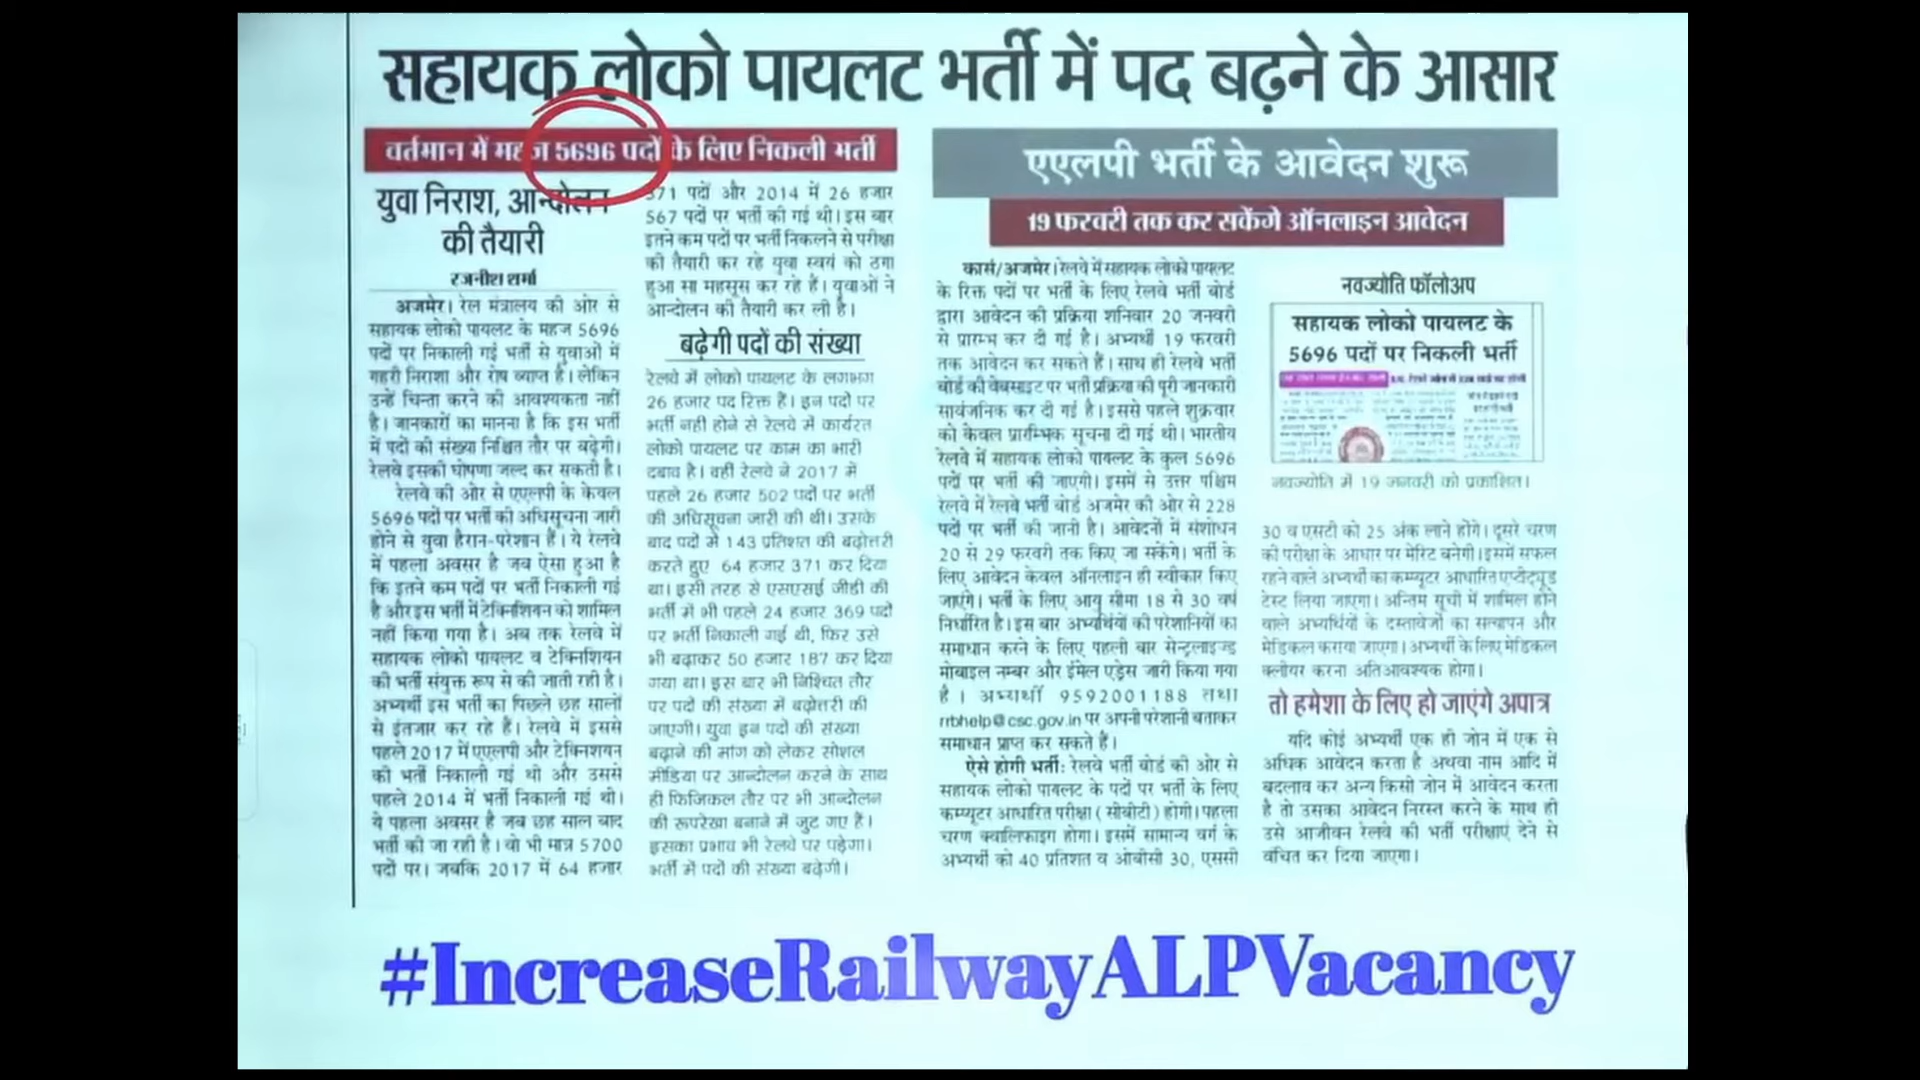 सहायक लोको पायलट भर्ती में पद बढ़ने के आसार
वर्तमान में महज 5696 पदों के लिए निकली भर्ती
युवा निराश, आन्दोलन
की तैयारी
रजनीश शर्मा
अजमेर। रेल मंत्रालय की ओर से
सहायक लोको पायलट के महज 5696
पदों पर निकाली गई भर्ती से युवाओं में
गहरी निराशा और रोष व्याप्त है। लेकिन
उन्हें चिन्ता करने की आवश्यकता नहीं
है। जानकारों का मानना है कि इस भर्ती
में पदों की संख्या निश्चित तौर पर बढ़ेगी।
रेलवे इसकी घोषणा जल्द कर सकती है।
रेलवे की ओर से एएलपी के केवल
5696 पदों पर भर्ती की अधिसूचना जारी
होने से युवा हैरान-परेशान हैं। ये रेलवे
में पहला अवसर है जब ऐसा हुआ है
कि इतने कम पदों पर भर्ती निकाली गई
है और इस भर्ती में टेक्निशियन को शामिल
नहीं किया गया है। अब तक रेलवे में
सहायक लोको पायलट व टेक्निशियन
की भर्ती संयुक्त रूप से की जाती रही है।
अभ्यर्थी इस भर्ती का पिछले छह सालों
से इंतजार कर रहे हैं। रेलवे में इससे
पहले 2017 में एएलपी और टेक्निशियन
की भर्ती निकाली गई थी और उससे
पहले 2014 में भर्ती निकाली गई थी।
ये पहला अवसर है जब छह साल बाद
भर्ती की जा रही है। वो भी मात्र 5700
पदों पर। जबकि 2017 में 64 हजार
371 पदों और 2014 में 26 हजार
567 पदों पर भर्ती की गई थी। इस बार
इतने कम पदों पर भर्ती निकलने से परीक्षा
की तैयारी कर रहे युवा स्वयं को ठगा
हुआ सा महसूस कर रहे हैं। युवाओं ने
आन्दोलन की तैयारी कर ली है।
बढ़ेगी पदों की संख्या
रेलवे में लोको पायलट के लगभग
26 हजार पद रिक्त हैं। इन पदों पर
भर्ती नही होने से रेलवे में कार्यरत
लोको पायलट पर काम का भारी
दबाव है। वहीं रेलवे ने 2017 में
पहले 26 हजार 502 पदों पर भर्ती
की अधिसूचना जारी की थी। उसके
बाद पदों में 143 प्रतिशत की बढ़ोत्तरी
करते हुए 64 हजार 371 कर दिया
था। इसी तरह से एसएसई जीडी की
भर्ती में भी पहले 24 हजार 369 पदों
पर भर्ती निकाली गई थी, फिर उसे
भी बढ़ाकर 50 हजार 187 कर दिया
गया था। इस बार भी निश्चित तौर
पर पदों की संख्या में बढ़ोत्तरी की
जाएगी। युवा इन पदों की संख्या
बढ़ाने की मांग को लेकर सोशल
मीडिया पर आन्दोलन करने के साथ
ही फिजिकल तौर पर भी आन्दोलन
की रूपरेखा बनाने में जुट गए हैं।
इसका प्रभाव भी रेलवे पर पड़ेगा।
भर्ती में पदों की संख्या बढ़ेगी।
एएलपी भर्ती के आवेदन शुरू
19 फरवरी तक कर सकेंगे ऑनलाइन आवेदन
कासं/अजमेर। रेलवे में सहायक लोको पायलट
के रिक्त पदों पर भर्ती के लिए रेलवे भर्ती बोर्ड
द्वारा आवेदन की प्रक्रिया शनिवार 20 जनवरी
से प्रारम्भ कर दी गई है। अभ्यर्थी 19 फरवरी
तक आवेदन कर सकते हैं। साथ ही रेलवे भर्ती
बोर्ड की वेबसाइट पर भर्ती प्रक्रिया की पूरी जानकारी
सार्वजनिक कर दी गई है। इससे पहले शुक्रवार
को केवल प्रारम्भिक सूचना दी गई थी। भारतीय
रेलवे में सहायक लोको पायलट के कुल 5696
पदों पर भर्ती की जाएगी। इसमें से उत्तर पश्चिम
रेलवे में रेलवे भर्ती बोर्ड अजमेर की ओर से 228
पदों पर भर्ती की जानी है। आवेदनों में संशोधन
20 से 29 फरवरी तक किए जा सकेंगे। भर्ती के
लिए आवेदन केवल ऑनलाइन ही स्वीकार किए
जाएंगे। भर्ती के लिए आयु सीमा 18 से 30 वर्ष
निर्धारित है। इस बार अभ्यर्थियों की परेशानियों का
समाधान करने के लिए पहली बार सेन्ट्रलाइज्ड
मोबाइल नम्बर और ईमेल एड्रेस जारी किया गया
है। अभ्यर्थी 9592001188 तथा
rrbhelp@csc.gov.in पर अपनी परेशानी बताकर
समाधान प्राप्त कर सकते हैं।
ऐसे होगी भर्ती: रेलवे भर्ती बोर्ड की ओर से
सहायक लोको पायलट के पदों पर भर्ती के लिए
कम्प्यूटर आधारित परीक्षा (सीबीटी) होगी। पहला
चरण क्वालिफाइंग होगा। इसमें सामान्य वर्ग के
अभ्यर्थी को 40 प्रतिशत व ओबीसी 30, एससी
नवज्योति फॉलोअप
सहायक लोको पायलट के
5696 पदों पर निकली भर्ती
नवज्योति में 19 जनवरी को प्रकाशित।
30 व एसटी को 25 अंक लाने होंगे। दूसरे चरण
की परीक्षा के आधार पर मेरिट बनेगी। इसमें सफल
रहने वाले अभ्यर्थी का कम्प्यूटर आधारित एप्टीट्यूड
टेस्ट लिया जाएगा। अन्तिम सूची में शामिल होने
वाले अभ्यर्थियों के दस्तावेजों का सत्यापन और
मेडिकल कराया जाएगा। अभ्यर्थी के लिए मेडिकल
क्लीयर करना अतिआवश्यक होगा।
तो हमेशा के लिए हो जाएंगे अपात्र
यदि कोई अभ्यर्थी एक ही जोन में एक से
अधिक आवेदन करता है अथवा नाम आदि में
बदलाव कर अन्य किसी जोन में आवेदन करता
है तो उसका आवेदन निरस्त करने के साथ ही
उसे आजीवन रेलवे की भर्ती परीक्षाएं देने से
वंचित कर दिया जाएगा।
#IncreaseRailwayALPVacancy